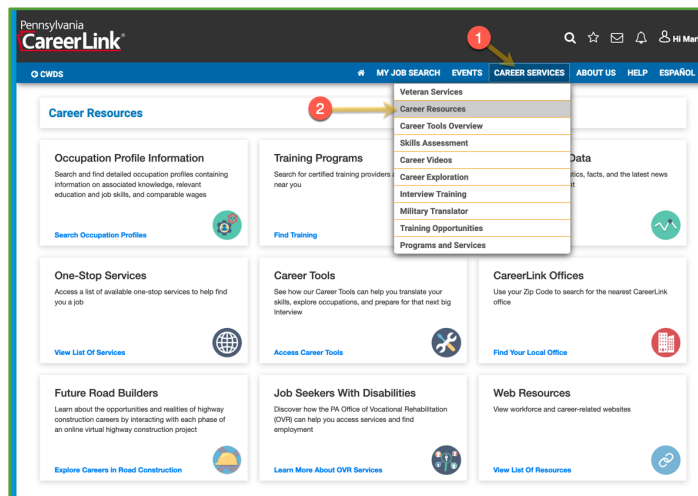 Pennsylvania
CareerLink®
1
Hi Mar
CWDS
MY JOB SEARCH EVENTS CAREER SERVICES ABOUT US HELP ESPAÑOL
Veteran Services
2
Career Resources
Career Tools Overview
Skills Assessment
Career Videos
Career Exploration
Interview Training
Military Translator
Training Opportunities
Programs and Services
Career Resources
Occupation Profile Information
Search and find detailed occupation profiles containing
information on associated knowledge, relevant
education and job skills, and comparable wages
Search Occupation Profiles
Training Programs
Search for certified training providers
near you
Find Training
Data
tics, facts, and the latest news
One-Stop Services
Access a list of available one-stop services to help find
you a job
View List Of Services
Career Tools
See how our Career Tools can help you translate your
skills, explore occupations, and prepare for that next big
Interview
Access Career Tools
CareerLink Offices
Use your Zip Code to search for the nearest CareerLink
office
Find Your Local Office
Future Road Builders
Learn about the opportunities and realities of highway
construction careers by interacting with each phase of
an online virtual highway construction project
Explore Careers in Road Construction
Job Seekers With Disabilities
Discover how the PA Office of Vocational Rehabilitation
(OVR) can help you access services and find
employment
Learn More About OVR Services
Web Resources
View workforce and career-related websites
View List Of Resources